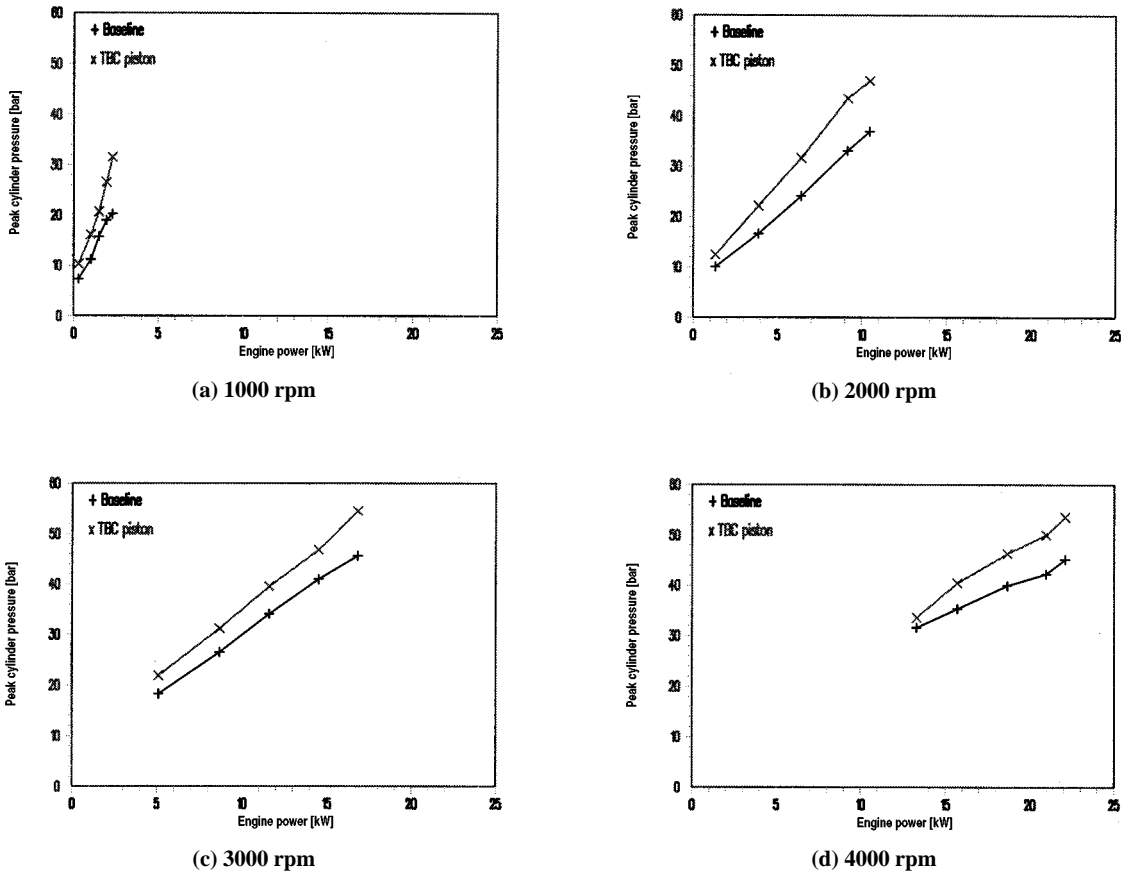 60
50
40
30
20
10
0
+ Baseline
x TBC piston
Peak cylinder pressure [bar]
0 5 10 15 20 25
Engine power [kW]
(a) 1000 rpm
60
50
40
30
20
10
0
+ Baseline
x TBC piston
Peak cylinder pressure [bar]
0 5 10 15 20 25
Engine power [kW]
(b) 2000 rpm
60
50
40
30
20
10
0
+ Baseline
x TBC piston
Peak cylinder pressure [bar]
0 5 10 15 20 25
Engine power [kW]
(c) 3000 rpm
60
50
40
30
20
10
0
+ Baseline
x TBC piston
Peak cylinder pressure [bar]
0 5 10 15 20 25
Engine power [kW]
(d) 4000 rpm